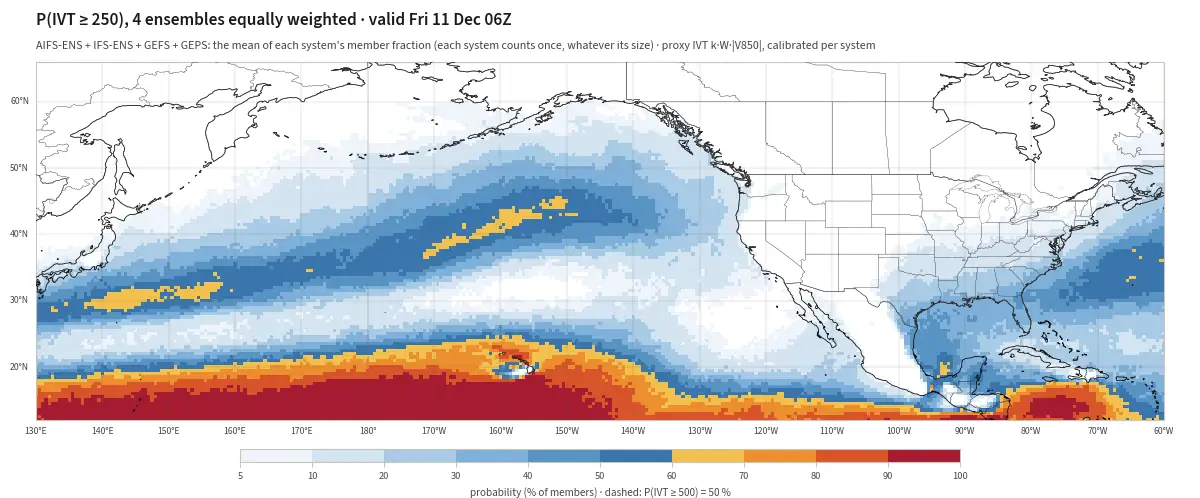 P(IVT ≥ 250), 4 ensembles equally weighted · valid Fri 11 Dec 06Z
AIFS-ENS + IFS-ENS + GEFS + GEPS: the mean of each system's member fraction (each system counts once, whatever its size) · proxy IVT k·W·|V850|, calibrated per system
60°N
50°N
40°N
30°N
20°N
130°E 140°E 150°E 160°E 170°E 180° 170°W 160°W 150°W 140°W 130°W 120°W 110°W 100°W 90°W 80°W 70°W 60°W
5 10 20 30 40 50 60 70 80 90 100
probability (% of members) · dashed: P(IVT ≥ 500) = 50 %